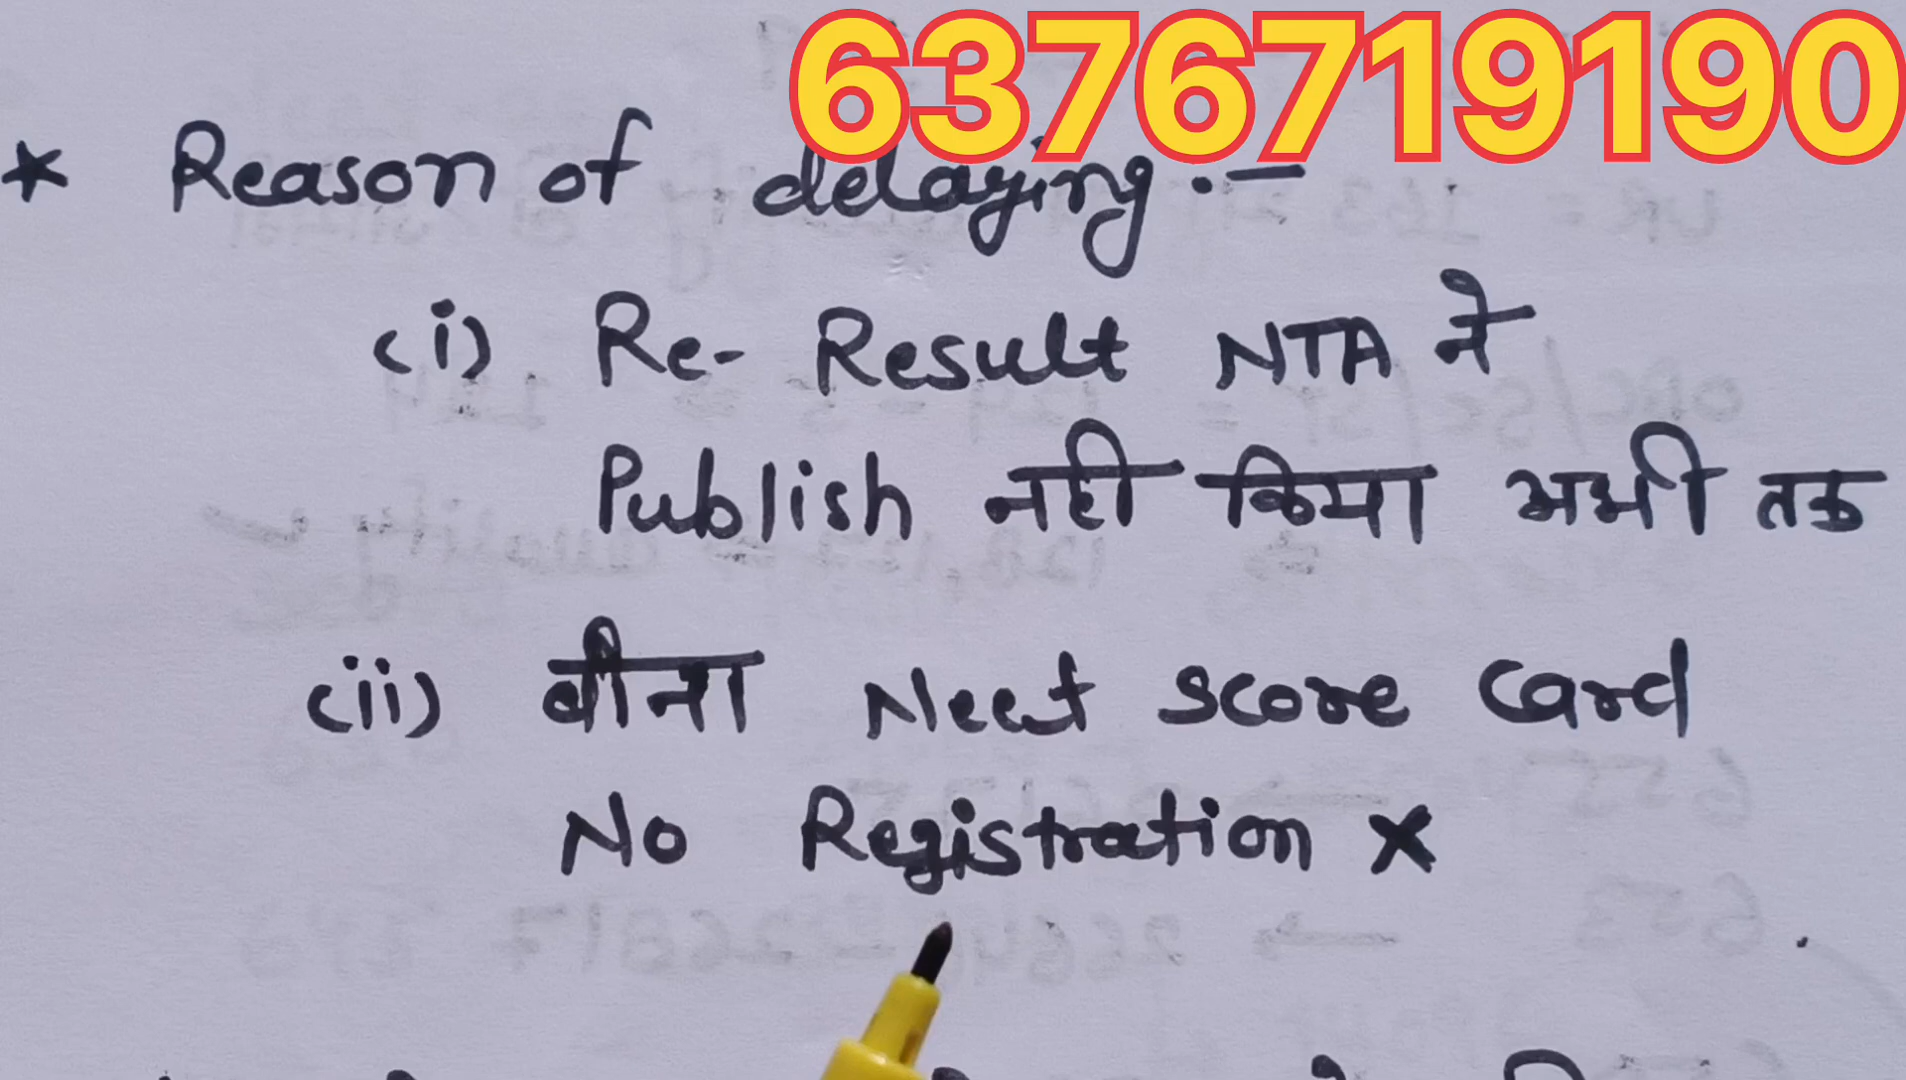 6376719190
* Reason of delaying :-
(i) Re- Result NTA ने
Publish नही किया अभी तक
(ii) बीना Neet score card
No Registration ×